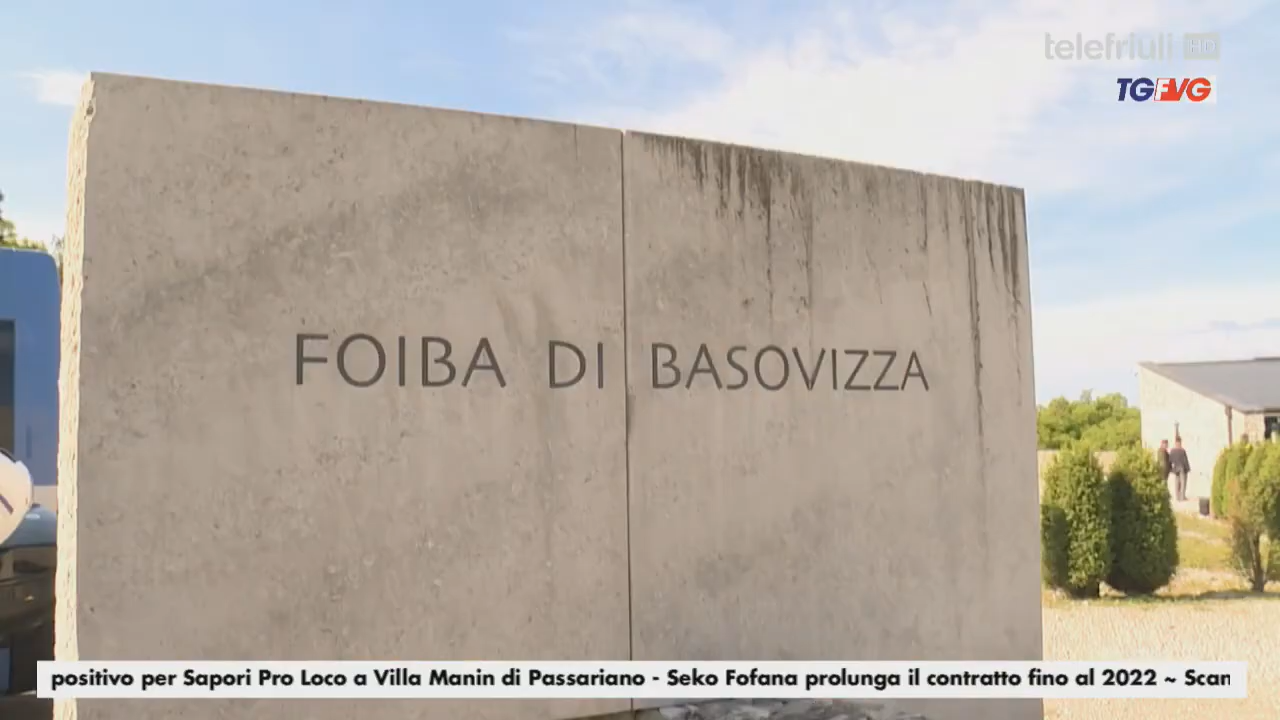 telefriuli HD
TGFVG
FOIBA DI BASOVIZZA
positivo per Sapori Pro Loco a Villa Manin di Passariano - Seko Fofana prolunga il contratto fino al 2022 ~ Scan